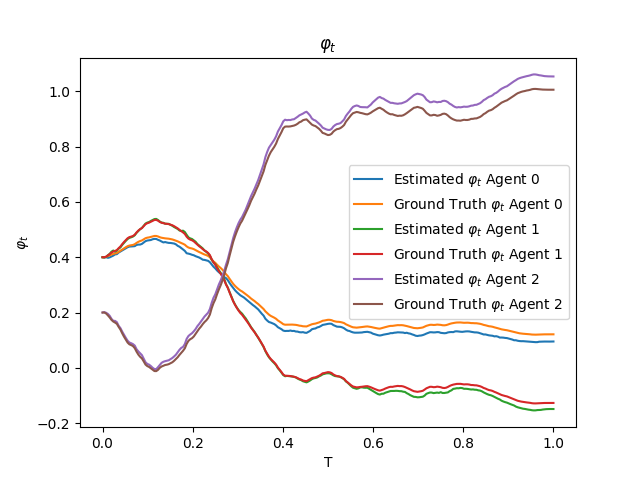 φt
1.0
0.8
0.6
0.4
0.2
0.0
−0.2
φt
0.0 0.2 0.4 0.6 0.8 1.0
T
Estimated φt Agent 0
Ground Truth φt Agent 0
Estimated φt Agent 1
Ground Truth φt Agent 1
Estimated φt Agent 2
Ground Truth φt Agent 2